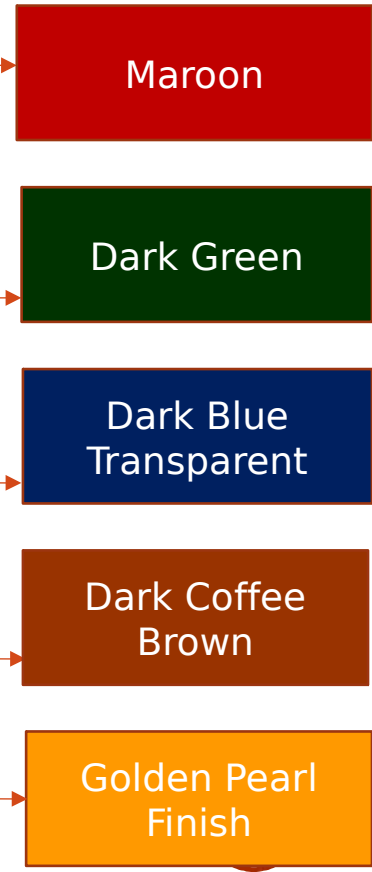 Maroon
Dark Green
Dark Blue
Transparent
Dark Coffee
Brown
Golden Pearl
Finish